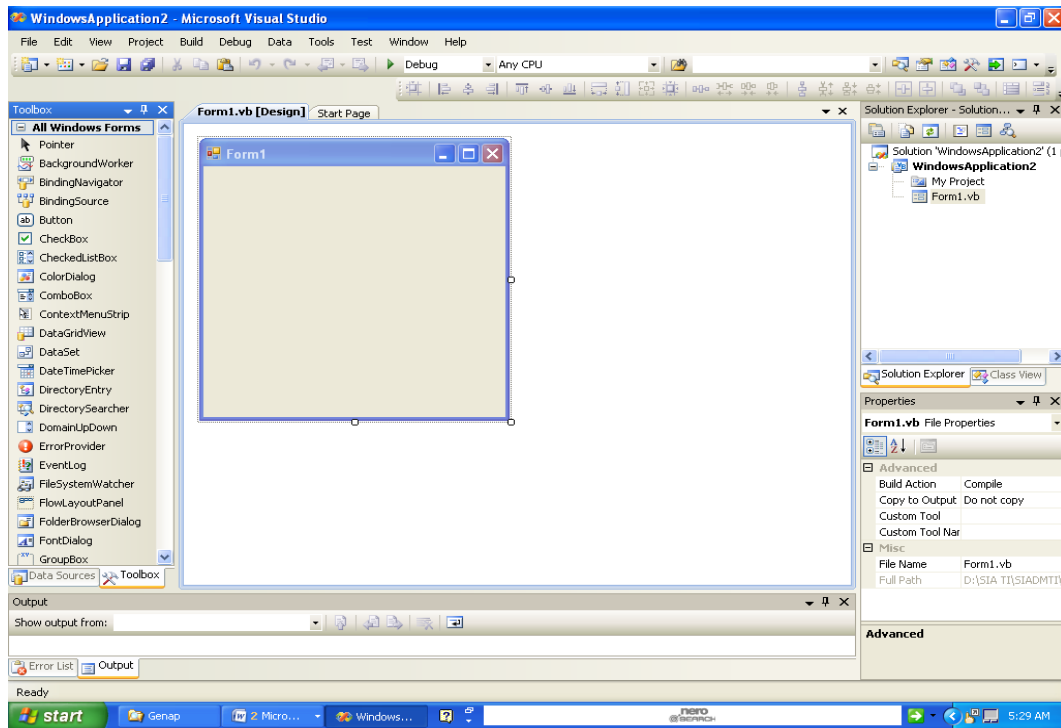 WindowsApplication2 - Microsoft Visual Studio
File Edit View Project Build Debug Data Tools Test Window Help
Debug Any CPU
Toolbox
All Windows Forms
Pointer
BackgroundWorker
BindingNavigator
BindingSource
Button
CheckBox
CheckedListBox
ColorDialog
ComboBox
ContextMenuStrip
DataGridView
DataSet
DateTimePicker
DirectoryEntry
DirectorySearcher
DomainUpDown
ErrorProvider
EventLog
FileSystemWatcher
FlowLayoutPanel
FolderBrowserDialog
FontDialog
GroupBox
Data Sources Toolbox
Form1.vb [Design] Start Page
Form1
Solution Explorer - Solution...
Solution 'WindowsApplication2' (1
WindowsApplication2
My Project
Form1.vb
Solution Explorer Class View
Properties
Form1.vb File Properties
Advanced
Build Action Compile
Copy to Output Do not copy
Custom Tool
Custom Tool Nar
Misc
File Name Form1.vb
Full Path D:\SIA TI\SIADMTI\
Advanced
Output
Show output from:
Error List Output
Ready
start Genap 2 Micro... Windows... nero SEARCH 5:29 AM